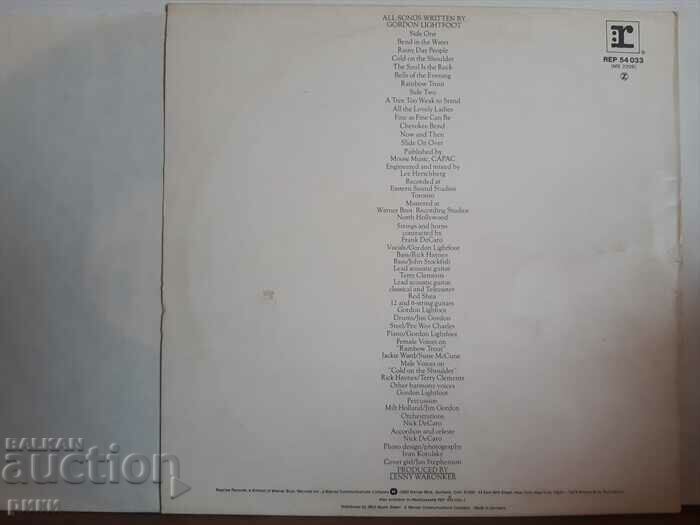 ALL SONGS WRITTEN BY
GORDON LIGHTFOOT
Side One
Bend in the Water
Rainy Day People
Cold on the Shoulder
The Soul Is the Rock
Bells of the Evening
Rainbow Trout
Side Two
A Tree Too Weak to Stand
All the Lovely Ladies
Fine as Fine Can Be
Cherokee Bend
Now and Then
Slide On Over
Published by
Moose Music, CAPAC
Engineered and mixed by
Lee Herschberg
Recorded at
Eastern Sound Studios
Toronto
Mastered at
Warner Bros. Recording Studios
North Hollywood
Strings and horns
contracted by
Frank DeCaro
Vocals/Gordon Lightfoot
Bass/Rick Haynes
Bass/John Stockfish
Lead acoustic guitar
Terry Clements
Lead acoustic guitar
classical and Telecaster
Red Shea
12 and 6-string guitars
Gordon Lightfoot
Drums/Jim Gordon
Steel/Pee Wee Charles
Piano/Gordon Lightfoot
Female Voices on
"Rainbow Trout"
Jackie Ward/Susie McCune
Male Voices on
"Cold on the Shoulder"
Rick Haynes/Terry Clements
Other harmony voices
Gordon Lightfoot
Percussion
Milt Holland/Jim Gordon
Orchestrations
Nick DeCaro
Accordion and celeste
Nick DeCaro
Photo design/photography
Cover girl/Jan Stephenson
PRODUCED BY
LENNY WARONKER
r
REP 54 033
(MS 2206)
Z
BALKAN
auction